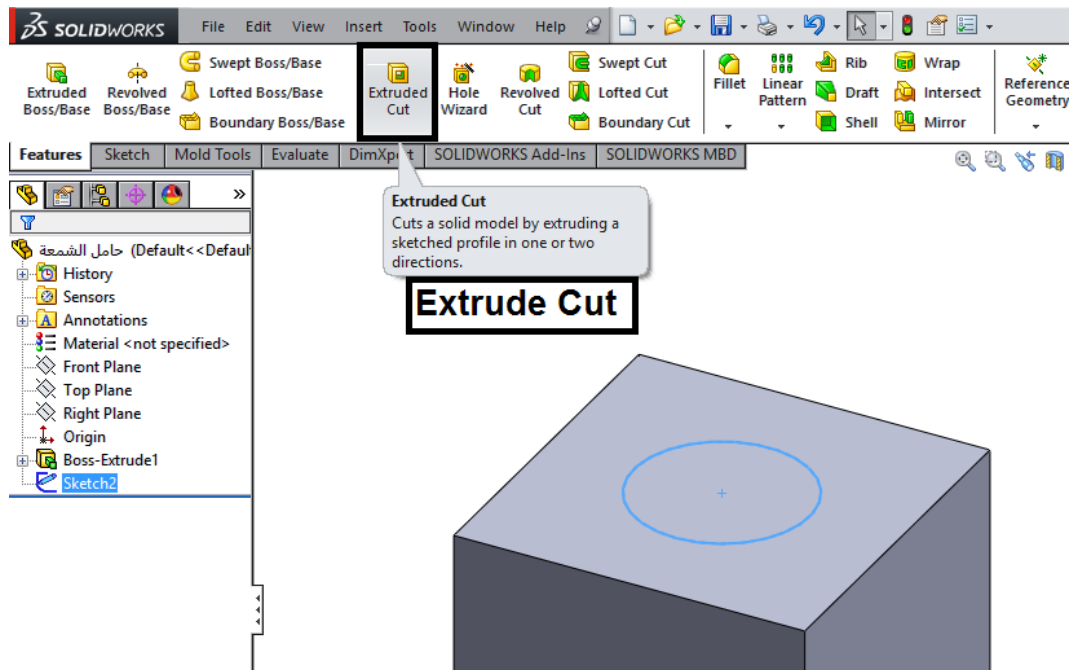 SOLIDWORKS File Edit View Insert Tools Window Help
Extruded Boss/Base
Revolved Boss/Base
Swept Boss/Base
Lofted Boss/Base
Boundary Boss/Base
Extruded Cut
Hole Wizard
Revolved Cut
Swept Cut
Lofted Cut
Boundary Cut
Fillet
Linear Pattern
Rib
Draft
Shell
Wrap
Intersect
Mirror
Reference Geometry
Features Sketch Mold Tools Evaluate DimXpert SOLIDWORKS Add-Ins SOLIDWORKS MBD
Extruded Cut
Cuts a solid model by extruding a
sketched profile in one or two
directions.
Extrude Cut
حامل الشمعة (Default<<Defaul
History
Sensors
Annotations
Material <not specified>
Front Plane
Top Plane
Right Plane
Origin
Boss-Extrude1
Sketch2